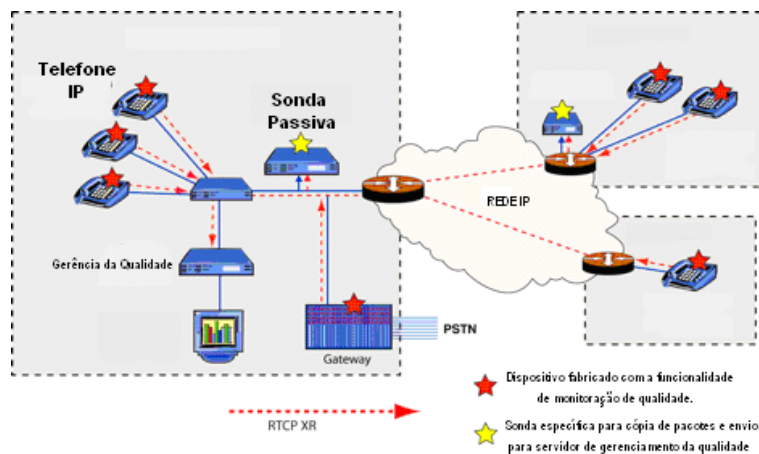 Telefone
IP
Sonda
Passiva
REDE IP
Gerência da Qualidade
PSTN
Gateway
RTCP XR
Dispositivo fabricado com a funcionalidade
de monitoração de qualidade.
Sonda específica para cópia de pacotes e envio
para servidor de gerenciamento da qualidade